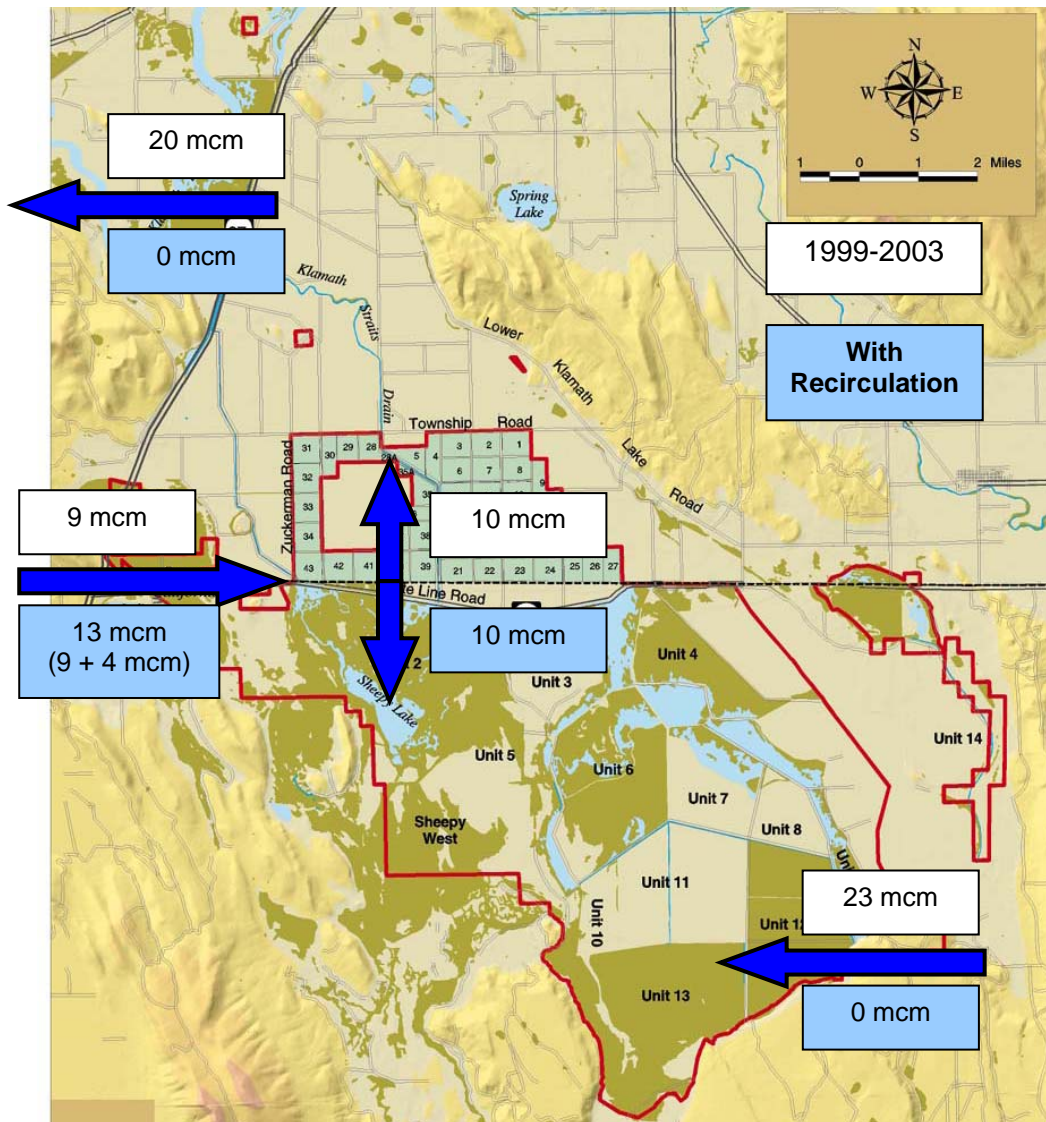 N
W E
S
1 0 1 2 Miles
20 mcm
0 mcm
Spring
Lake
1999-2003
With
Recirculation
Klamath
Straits
Drain
Lower
Klamath
Lake
Road
Township Road
Zuckerman Road
31 30 29 28 5 4 3 2 1
32 6 7 8 9
33
34
43 42 41 39 21 22 23 24 25 26 27
9 mcm
13 mcm
(9 + 4 mcm)
10 mcm
10 mcm
Line Road
Sheepy Lake
Unit 3
Unit 4
Unit 5
Unit 6
Unit 7
Unit 8
Unit 14
Sheepy
West
Unit 11
Unit 10
Unit 12
Unit 13
23 mcm
0 mcm